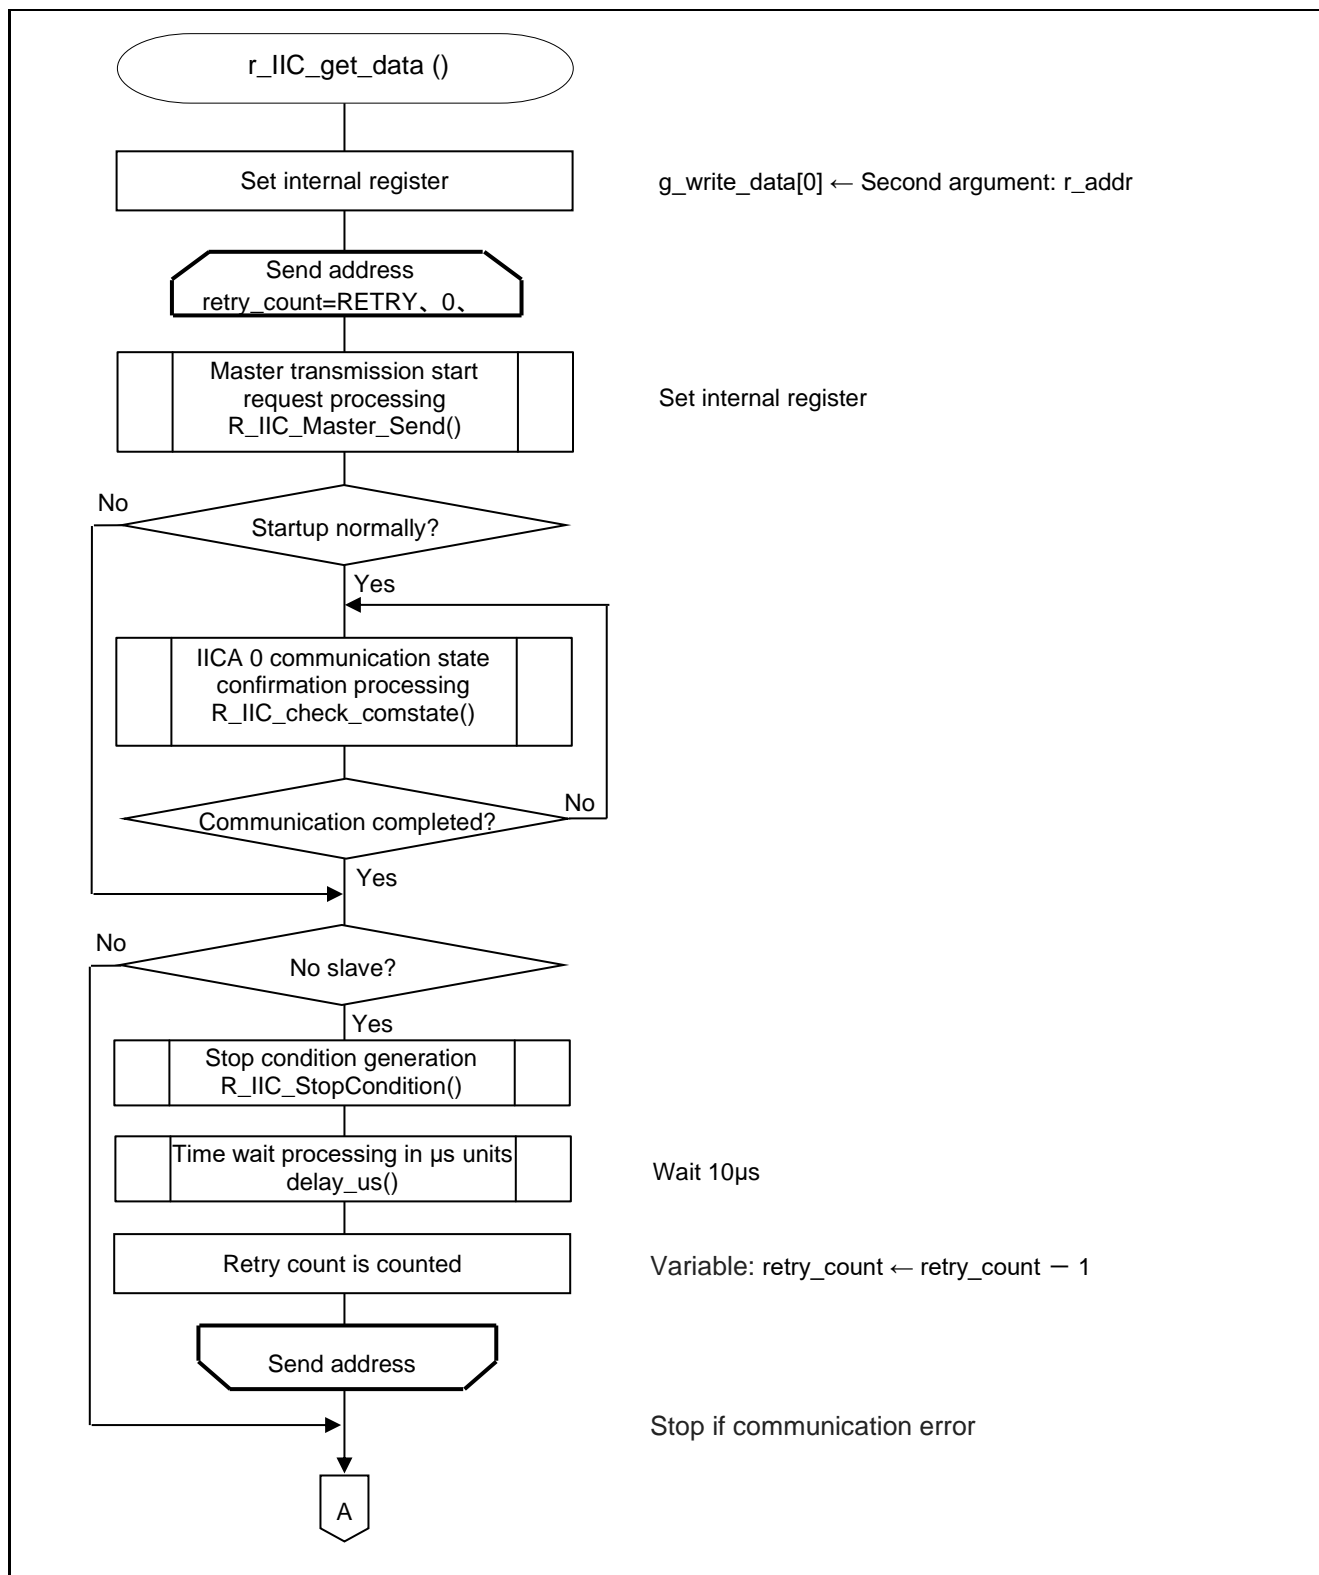 r_IIC_get_data ()
Set internal register
g_write_data[0] ← Second argument: r_addr
Send address
retry_count=RETRY、0、
Master transmission start
request processing
R_IIC_Master_Send()
Set internal register
No
Startup normally?
Yes
IICA 0 communication state
confirmation processing
R_IIC_check_comstate()
No
Communication completed?
Yes
No
No slave?
Yes
Stop condition generation
R_IIC_StopCondition()
Time wait processing in µs units
delay_us()
Wait 10µs
Retry count is counted
Variable: retry_count ← retry_count － 1
Send address
Stop if communication error
A